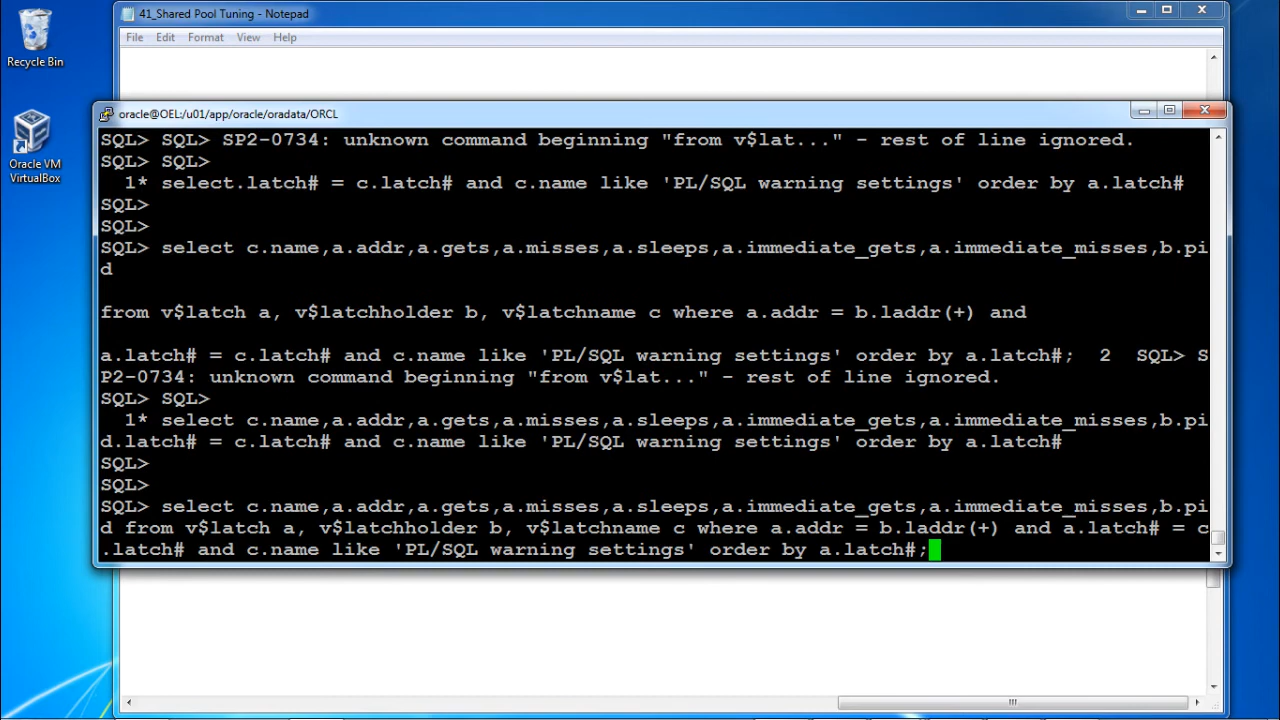 41_Shared Pool Tuning - Notepad
File Edit Format View Help
Recycle Bin
Oracle VM
VirtualBox
oracle@OEL:/u01/app/oracle/oradata/ORCL
SQL> SQL> SP2-0734: unknown command beginning "from v$lat..." - rest of line ignored.
SQL> SQL>
1* select.latch# = c.latch# and c.name like 'PL/SQL warning settings' order by a.latch#
SQL>
SQL>
SQL> select c.name,a.addr,a.gets,a.misses,a.sleeps,a.immediate_gets,a.immediate_misses,b.pi
d
from v$latch a, v$latchholder b, v$latchname c where a.addr = b.laddr(+) and
a.latch# = c.latch# and c.name like 'PL/SQL warning settings' order by a.latch#; 2 SQL> S
P2-0734: unknown command beginning "from v$lat..." - rest of line ignored.
SQL> SQL>
1* select c.name,a.addr,a.gets,a.misses,a.sleeps,a.immediate_gets,a.immediate_misses,b.pi
d.latch# = c.latch# and c.name like 'PL/SQL warning settings' order by a.latch#
SQL>
SQL>
SQL> select c.name,a.addr,a.gets,a.misses,a.sleeps,a.immediate_gets,a.immediate_misses,b.pi
d from v$latch a, v$latchholder b, v$latchname c where a.addr = b.laddr(+) and a.latch# = c
.latch# and c.name like 'PL/SQL warning settings' order by a.latch#;